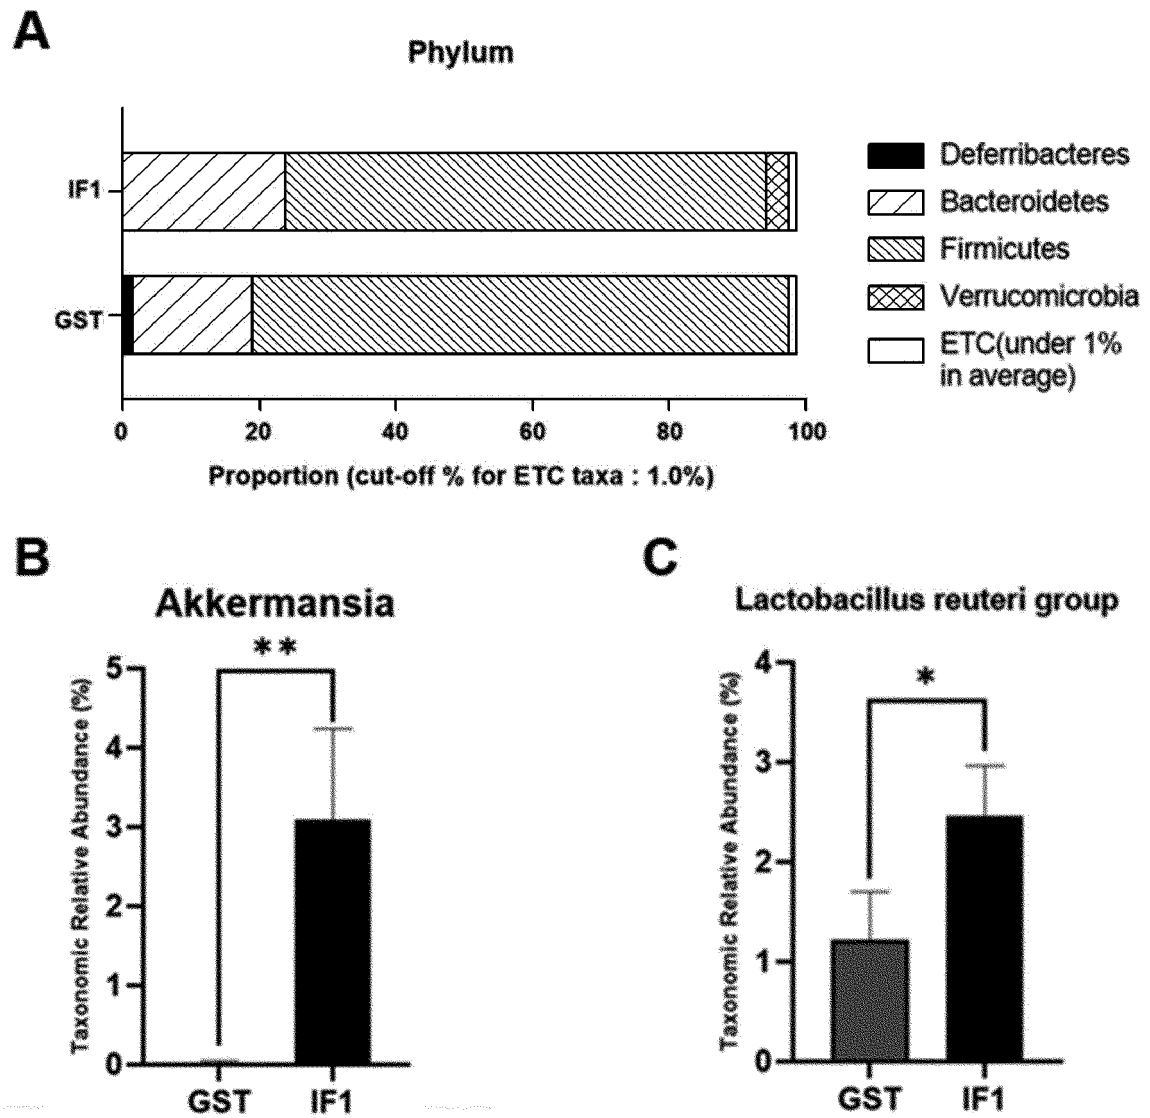 A
Phylum
IF1
GST
0 20 40 60 80 100
Proportion (cut-off % for ETC taxa : 1.0%)
Deferribacteres
Bacteroidetes
Firmicutes
Verrucomicrobia
ETC(under 1%
in average)
B
Akkermansia
**
Taxonomic Relative Abundance (%)
5
4
3
2
1
0
GST IF1
C
Lactobacillus reuteri group
*
Taxonomic Relative Abundance (%)
4
3
2
1
0
GST IF1